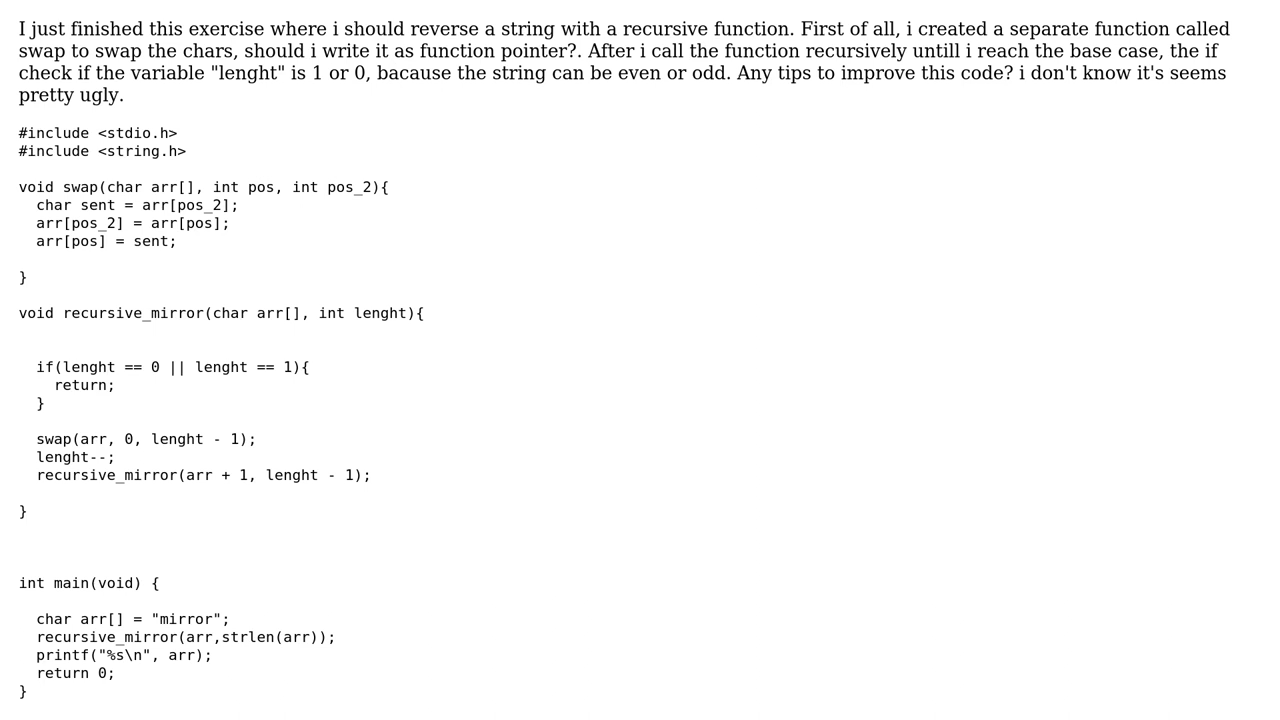 I just finished this exercise where i should reverse a string with a recursive function. First of all, i created a separate function called
swap to swap the chars, should i write it as function pointer?. After i call the function recursively untill i reach the base case, the if
check if the variable "lenght" is 1 or 0, bacause the string can be even or odd. Any tips to improve this code? i don't know it's seems
pretty ugly.
#include <stdio.h>
#include <string.h>
void swap(char arr[], int pos, int pos_2){
  char sent = arr[pos_2];
  arr[pos_2] = arr[pos];
  arr[pos] = sent;
}
void recursive_mirror(char arr[], int lenght){
  if(lenght == 0 || lenght == 1){
    return;
  }
  swap(arr, 0, lenght - 1);
  lenght--;
  recursive_mirror(arr + 1, lenght - 1);
}
int main(void) {
  char arr[] = "mirror";
  recursive_mirror(arr,strlen(arr));
  printf("%s\n", arr);
  return 0;
}